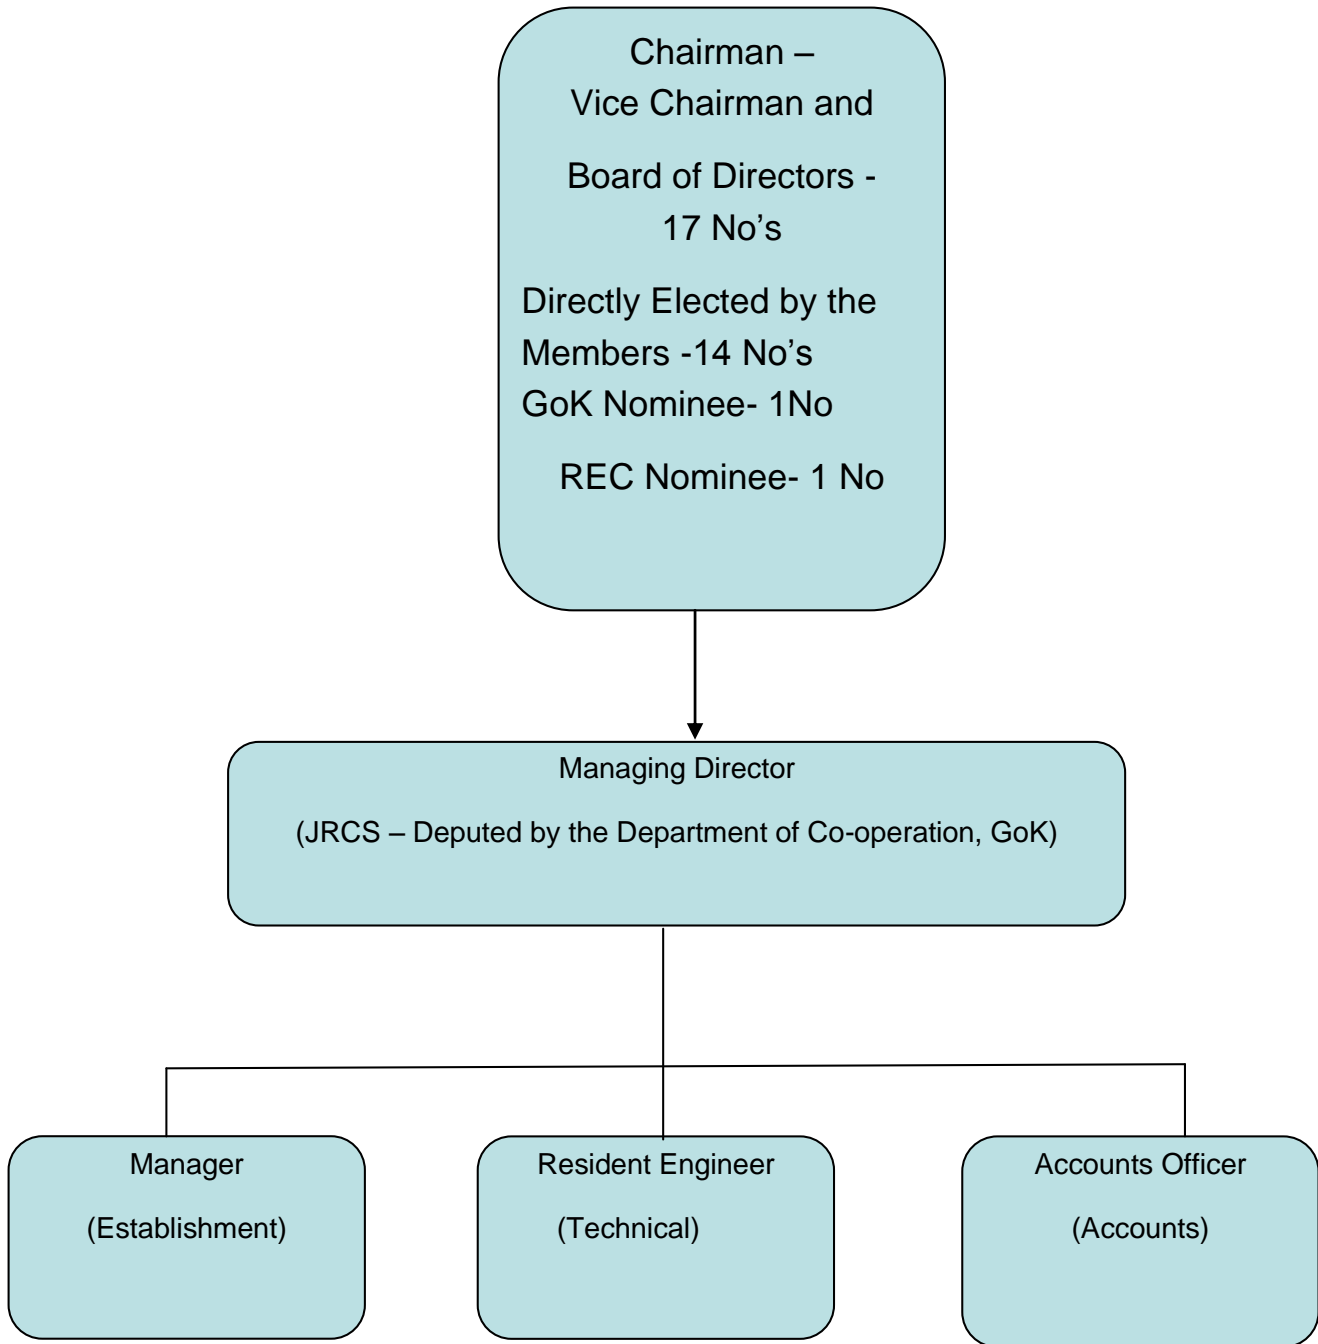 Chairman –
Vice Chairman and
Board of Directors -
17 No’s
Directly Elected by the
Members -14 No’s
GoK Nominee- 1No
REC Nominee- 1 No
Managing Director
(JRCS – Deputed by the Department of Co-operation, GoK)
Manager
(Establishment)
Resident Engineer
(Technical)
Accounts Officer
(Accounts)